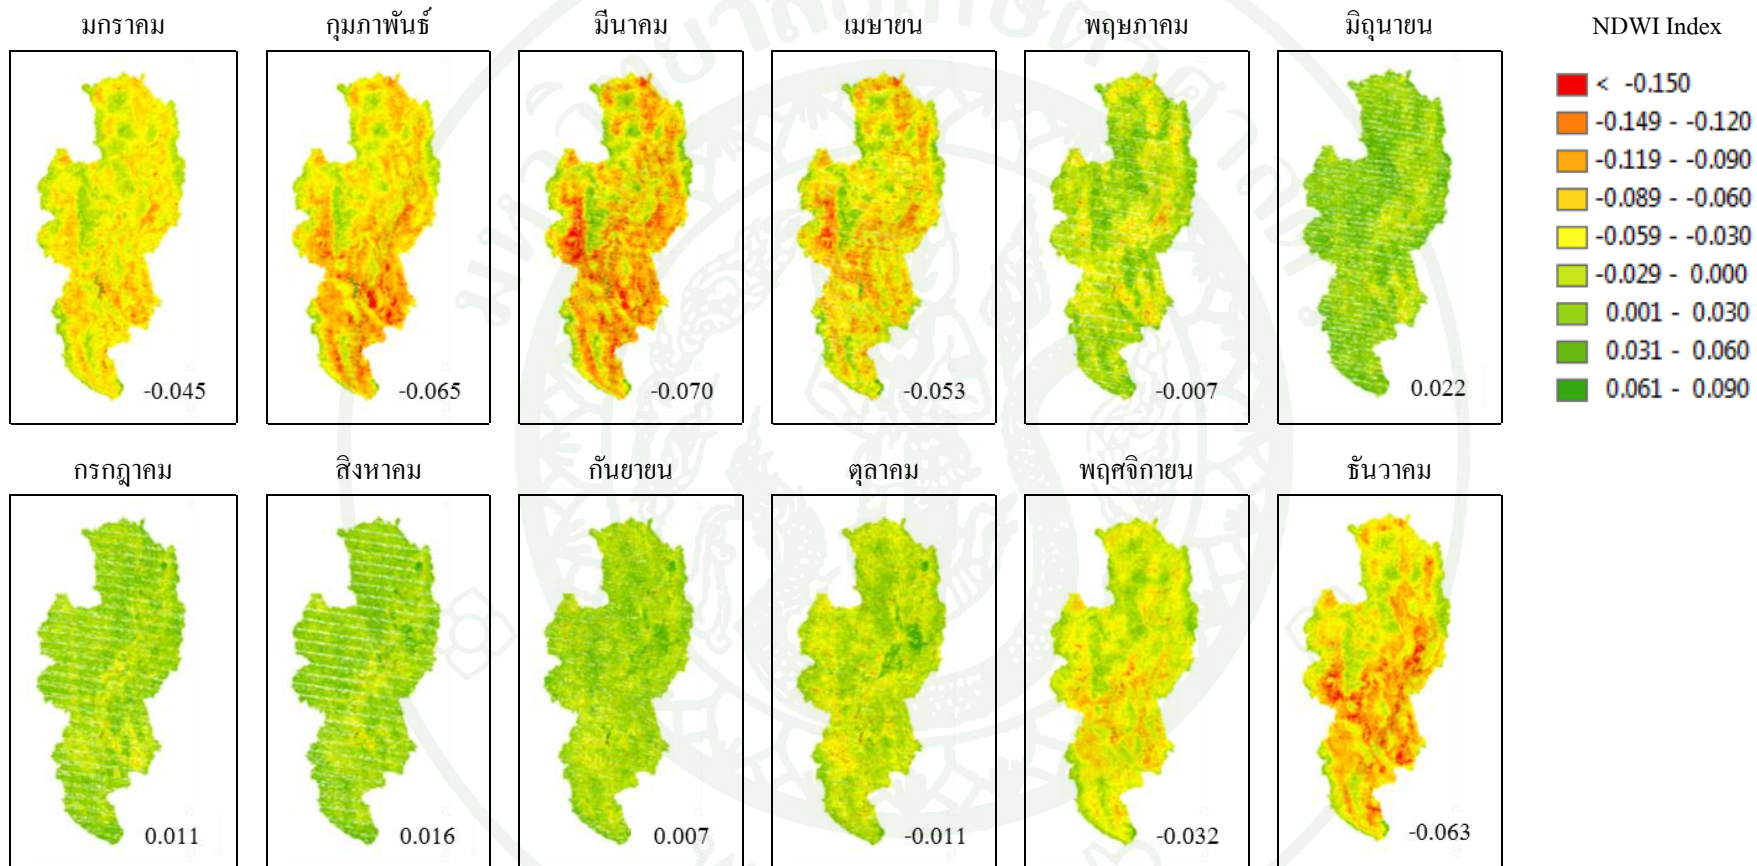 มกราคม กุมภาพันธ์ มีนาคม เมษายน พฤษภาคม มิถุนายน NDWI Index
< -0.150
-0.149 - -0.120
-0.119 - -0.090
-0.089 - -0.060
-0.059 - -0.030
-0.029 - 0.000
0.001 - 0.030
0.031 - 0.060
0.061 - 0.090
-0.045 -0.065 -0.070 -0.053 -0.007 0.022
กรกฎาคม สิงหาคม กันยายน ตุลาคม พฤศจิกายน ธันวาคม
0.011 0.016 0.007 -0.011 -0.032 -0.063